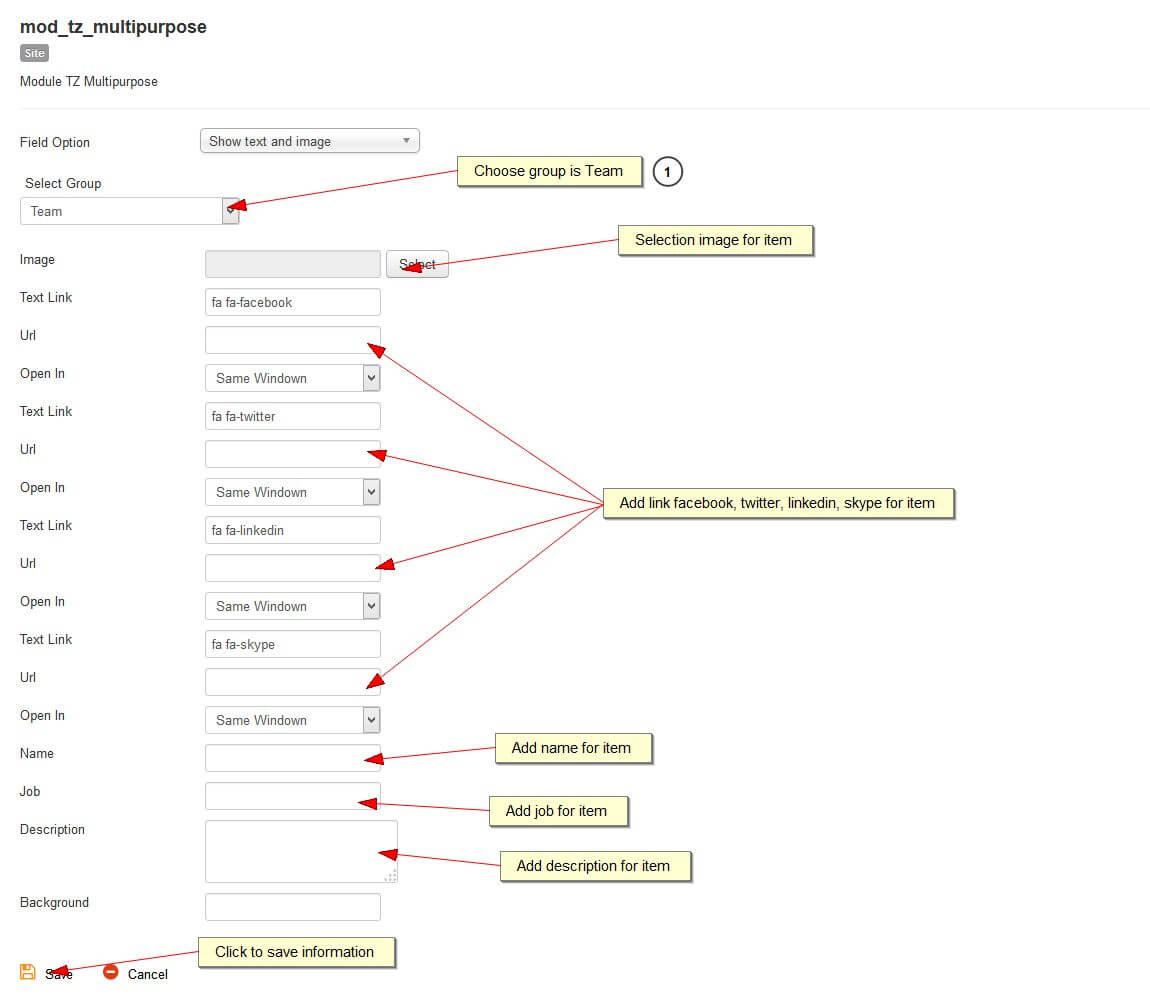 mod_tz_multipurpose
Site
Module TZ Multipurpose
Field Option Show text and image
Choose group is Team 1
Select Group
Team
Selection image for item
Image Select
Text Link fa fa-facebook
Url
Open In Same Windown
Text Link fa fa-twitter
Url
Open In Same Windown
Add link facebook, twitter, linkedin, skype for item
Text Link fa fa-linkedin
Url
Open In Same Windown
Text Link fa fa-skype
Url
Open In Same Windown
Name Add name for item
Job Add job for item
Description Add description for item
Background
Click to save information
Save Cancel